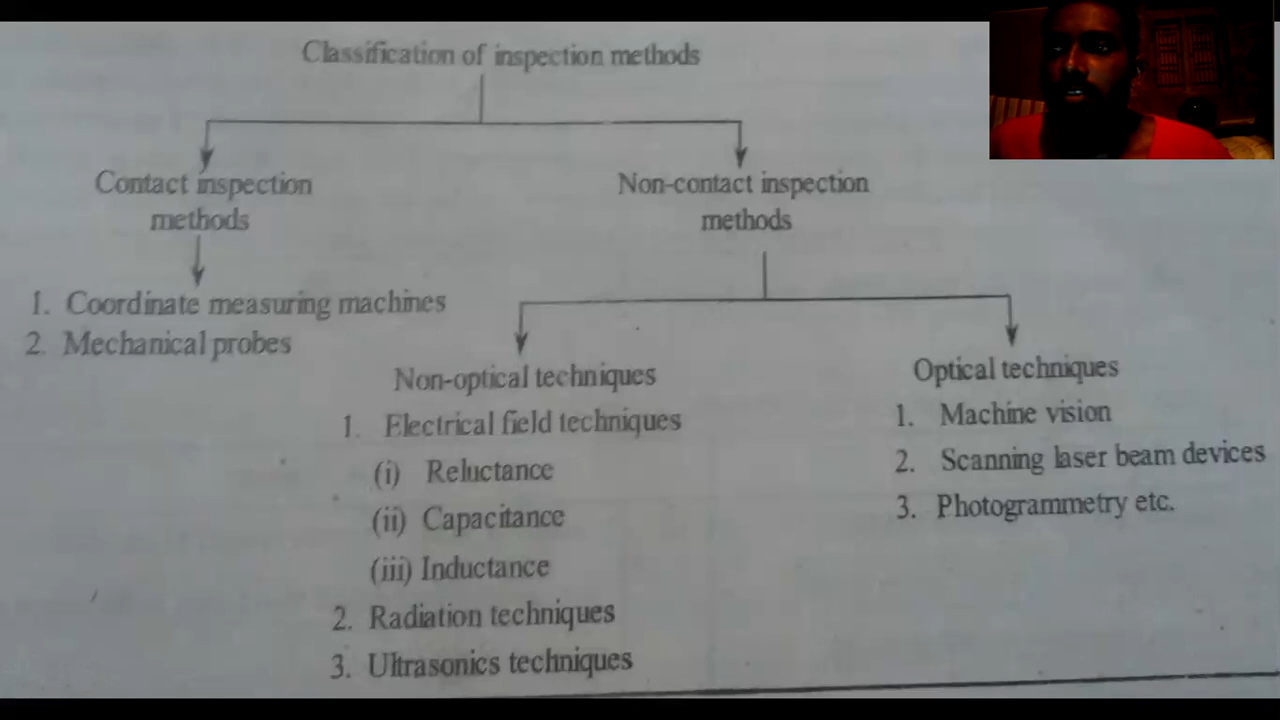 Classification of inspection methods
Contact inspection
methods
1. Coordinate measuring machines
2. Mechanical probes
Non-contact inspection
methods
Non-optical techniques
1. Electrical field techniques
(i) Reluctance
(ii) Capacitance
(iii) Inductance
2. Radiation techniques
3. Ultrasonics techniques
Optical techniques
1. Machine vision
2. Scanning laser beam devices
3. Photogrammetry etc.